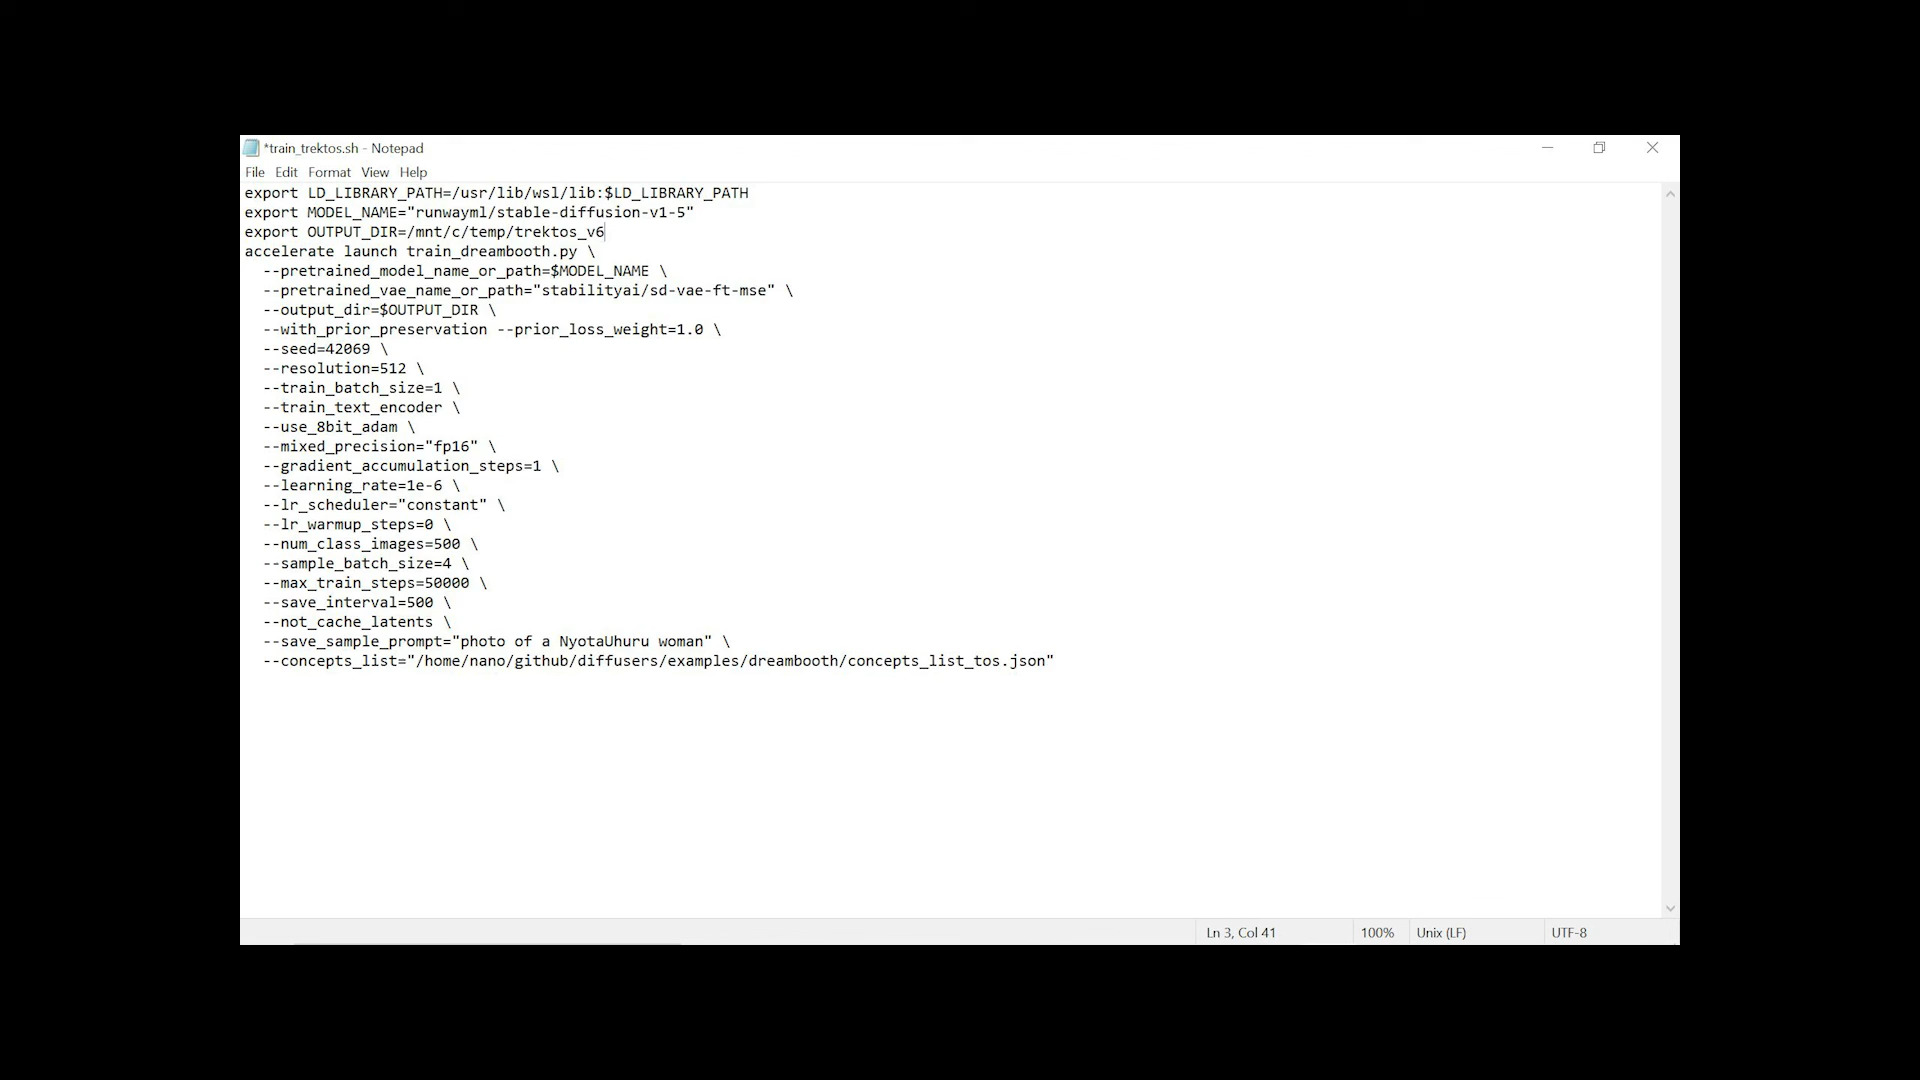 *train_trektos.sh - Notepad
File Edit Format View Help
export LD_LIBRARY_PATH=/usr/lib/wsl/lib:$LD_LIBRARY_PATH
export MODEL_NAME="runwayml/stable-diffusion-v1-5"
export OUTPUT_DIR=/mnt/c/temp/trektos_v6
accelerate launch train_dreambooth.py \
  --pretrained_model_name_or_path=$MODEL_NAME \
  --pretrained_vae_name_or_path="stabilityai/sd-vae-ft-mse" \
  --output_dir=$OUTPUT_DIR \
  --with_prior_preservation --prior_loss_weight=1.0 \
  --seed=42069 \
  --resolution=512 \
  --train_batch_size=1 \
  --train_text_encoder \
  --use_8bit_adam \
  --mixed_precision="fp16" \
  --gradient_accumulation_steps=1 \
  --learning_rate=1e-6 \
  --lr_scheduler="constant" \
  --lr_warmup_steps=0 \
  --num_class_images=500 \
  --sample_batch_size=4 \
  --max_train_steps=50000 \
  --save_interval=500 \
  --not_cache_latents \
  --save_sample_prompt="photo of a NyotaUhuru woman" \
  --concepts_list="/home/nano/github/diffusers/examples/dreambooth/concepts_list_tos.json"
Ln 3, Col 41 100% Unix (LF) UTF-8